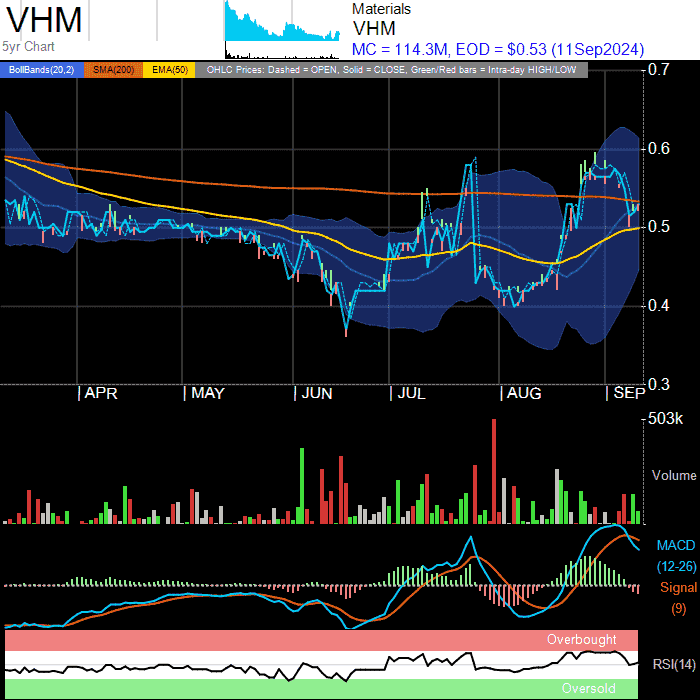 VHM
5yr Chart
Materials
VHM
MC = 114.3M, EOD = $0.53 (11Sep2024)
BollBands(20,2) SMA(200) EMA(50) OHLC Prices: Dashed = OPEN, Solid = CLOSE, Green/Red bars = Intra-day HIGH/LOW
0.7
0.6
0.5
0.4
0.3
APR MAY JUN JUL AUG SEP
503k
Volume
MACD
(12-26)
Signal
(9)
Overbought
RSI(14)
Oversold